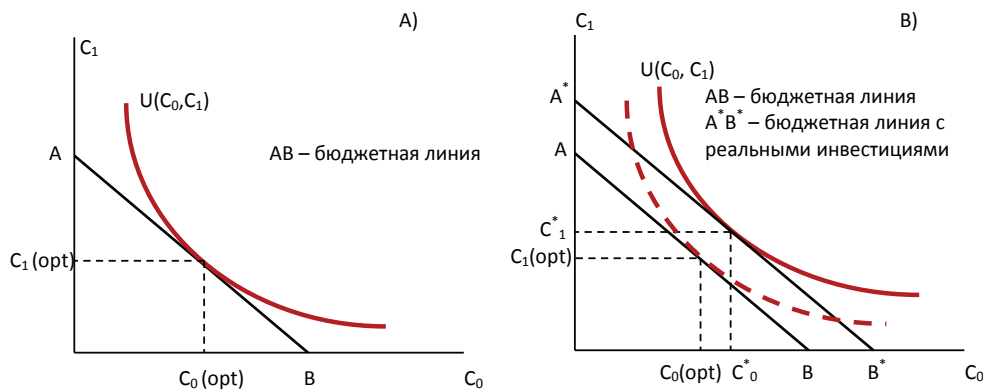 A)
C₁
U(C₀,C₁)
A
AB – бюджетная линия
C₁ (opt)
C₀ (opt)
B
C₀
B)
C₁
U(C₀, C₁)
A*
AB – бюджетная линия
A*B* – бюджетная линия с
реальными инвестициями
A
C*₁
C₁(opt)
C₀(opt)
C*₀
B
B*
C₀